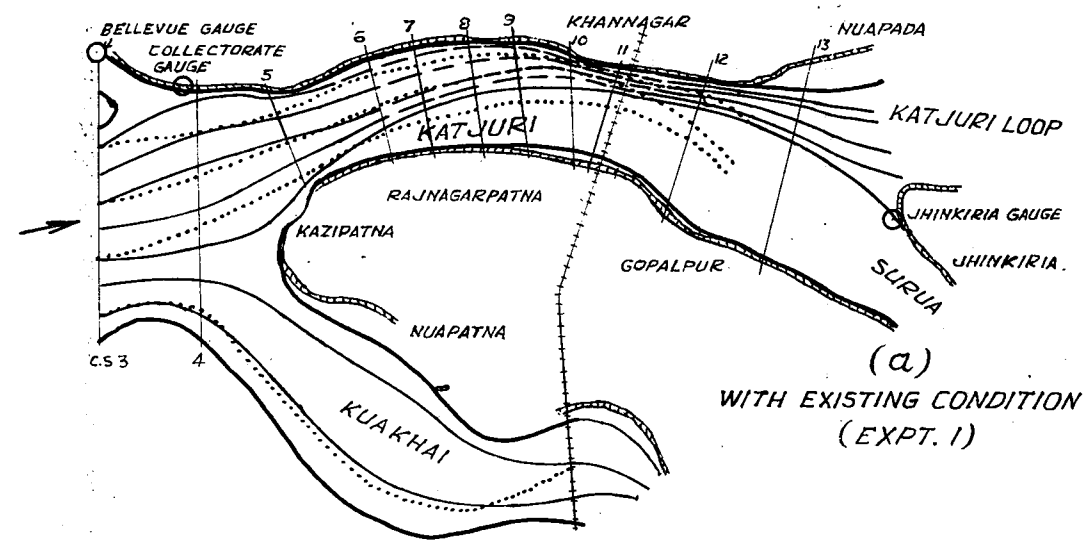 BELLEVUE GAUGE
COLLECTORATE
GAUGE
5
6
7
8
9
KHANNAGAR
10
11
12
13
NUAPADA
KATJURI LOOP
KATJURI
RAJNAGARPATNA
KAZIPATNA
JHINKIRIA GAUGE
JHINKIRIA.
GOPALPUR
SURUA
NUAPATNA
C.S 3
4
KUAKHAI
(a)
WITH EXISTING CONDITION
(EXPT. 1)